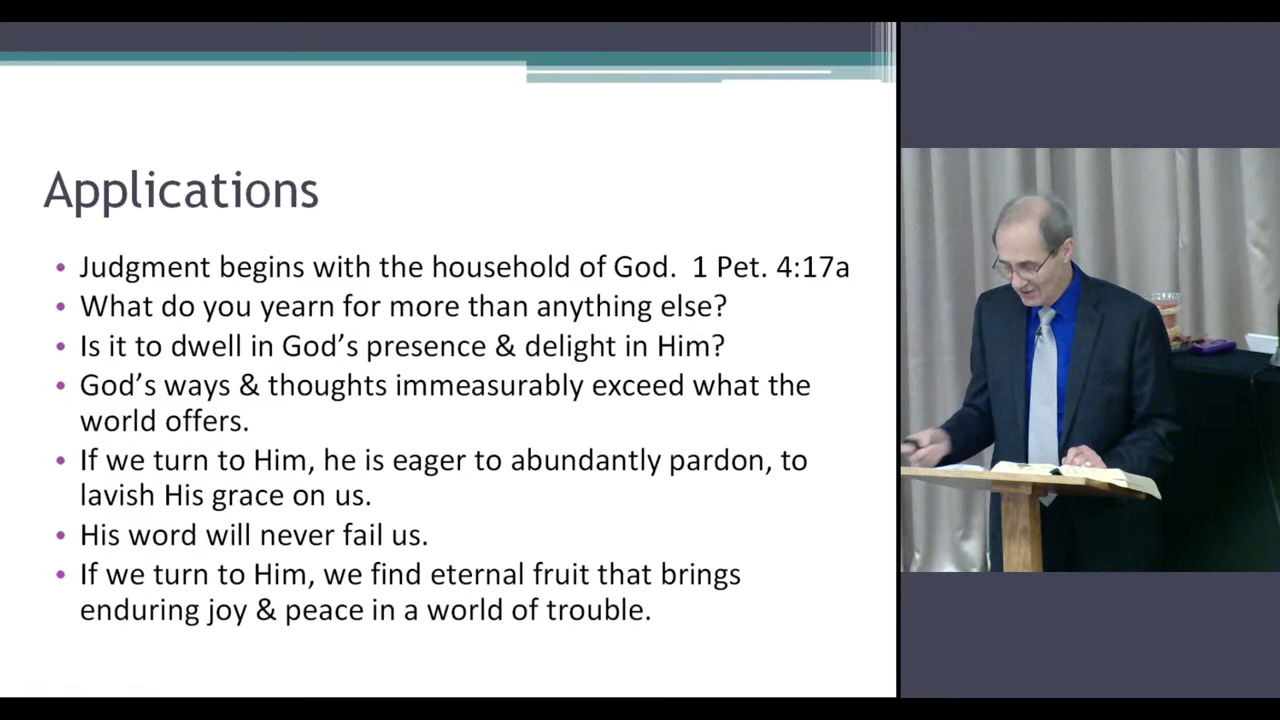 Applications
• Judgment begins with the household of God.  1 Pet. 4:17a
• What do you yearn for more than anything else?
• Is it to dwell in God’s presence & delight in Him?
• God’s ways & thoughts immeasurably exceed what the
world offers.
• If we turn to Him, he is eager to abundantly pardon, to
lavish His grace on us.
• His word will never fail us.
• If we turn to Him, we find eternal fruit that brings
enduring joy & peace in a world of trouble.